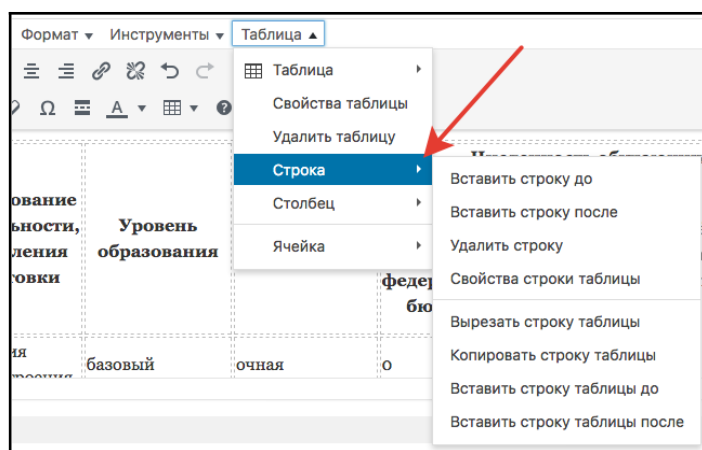 Формат Инструменты Таблица
Таблица
Свойства таблицы
Удалить таблицу
Строка
Столбец
Ячейка
Вставить строку до
Вставить строку после
Удалить строку
Свойства строки таблицы
Вырезать строку таблицы
Копировать строку таблицы
Вставить строку таблицы до
Вставить строку таблицы после
Уровень
образования
базовый очная 0